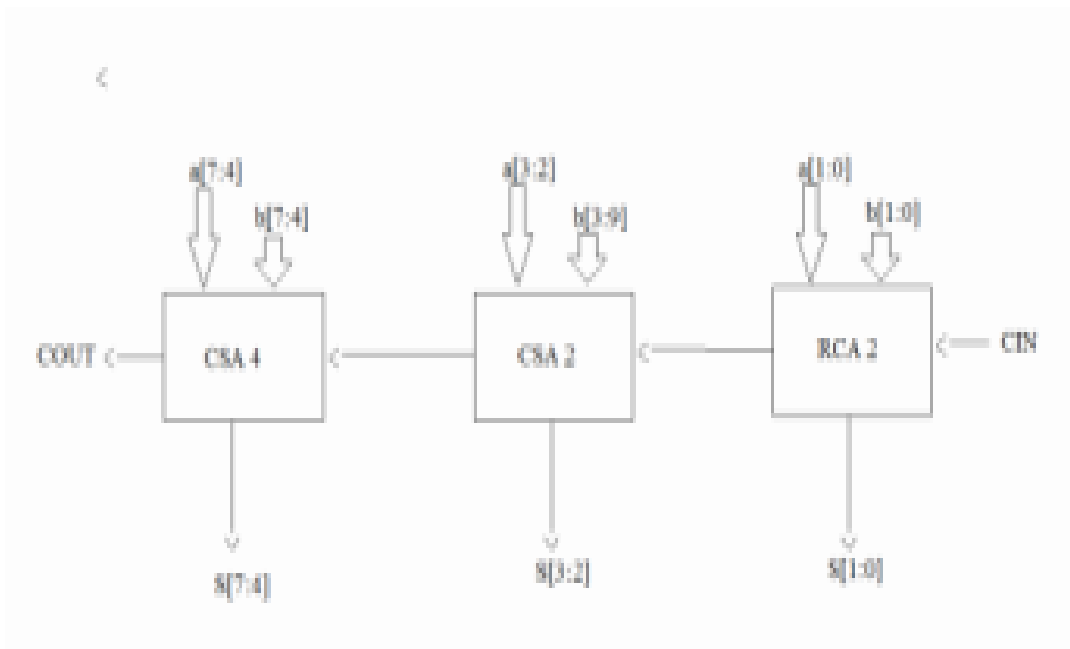 a[7:4] a[3:2] a[1:0]
b[7:4] b[3:9] b[1:0]
COUT CSA 4 CSA 2 RCA 2 CIN
S[7:4] S[3:2] S[1:0]